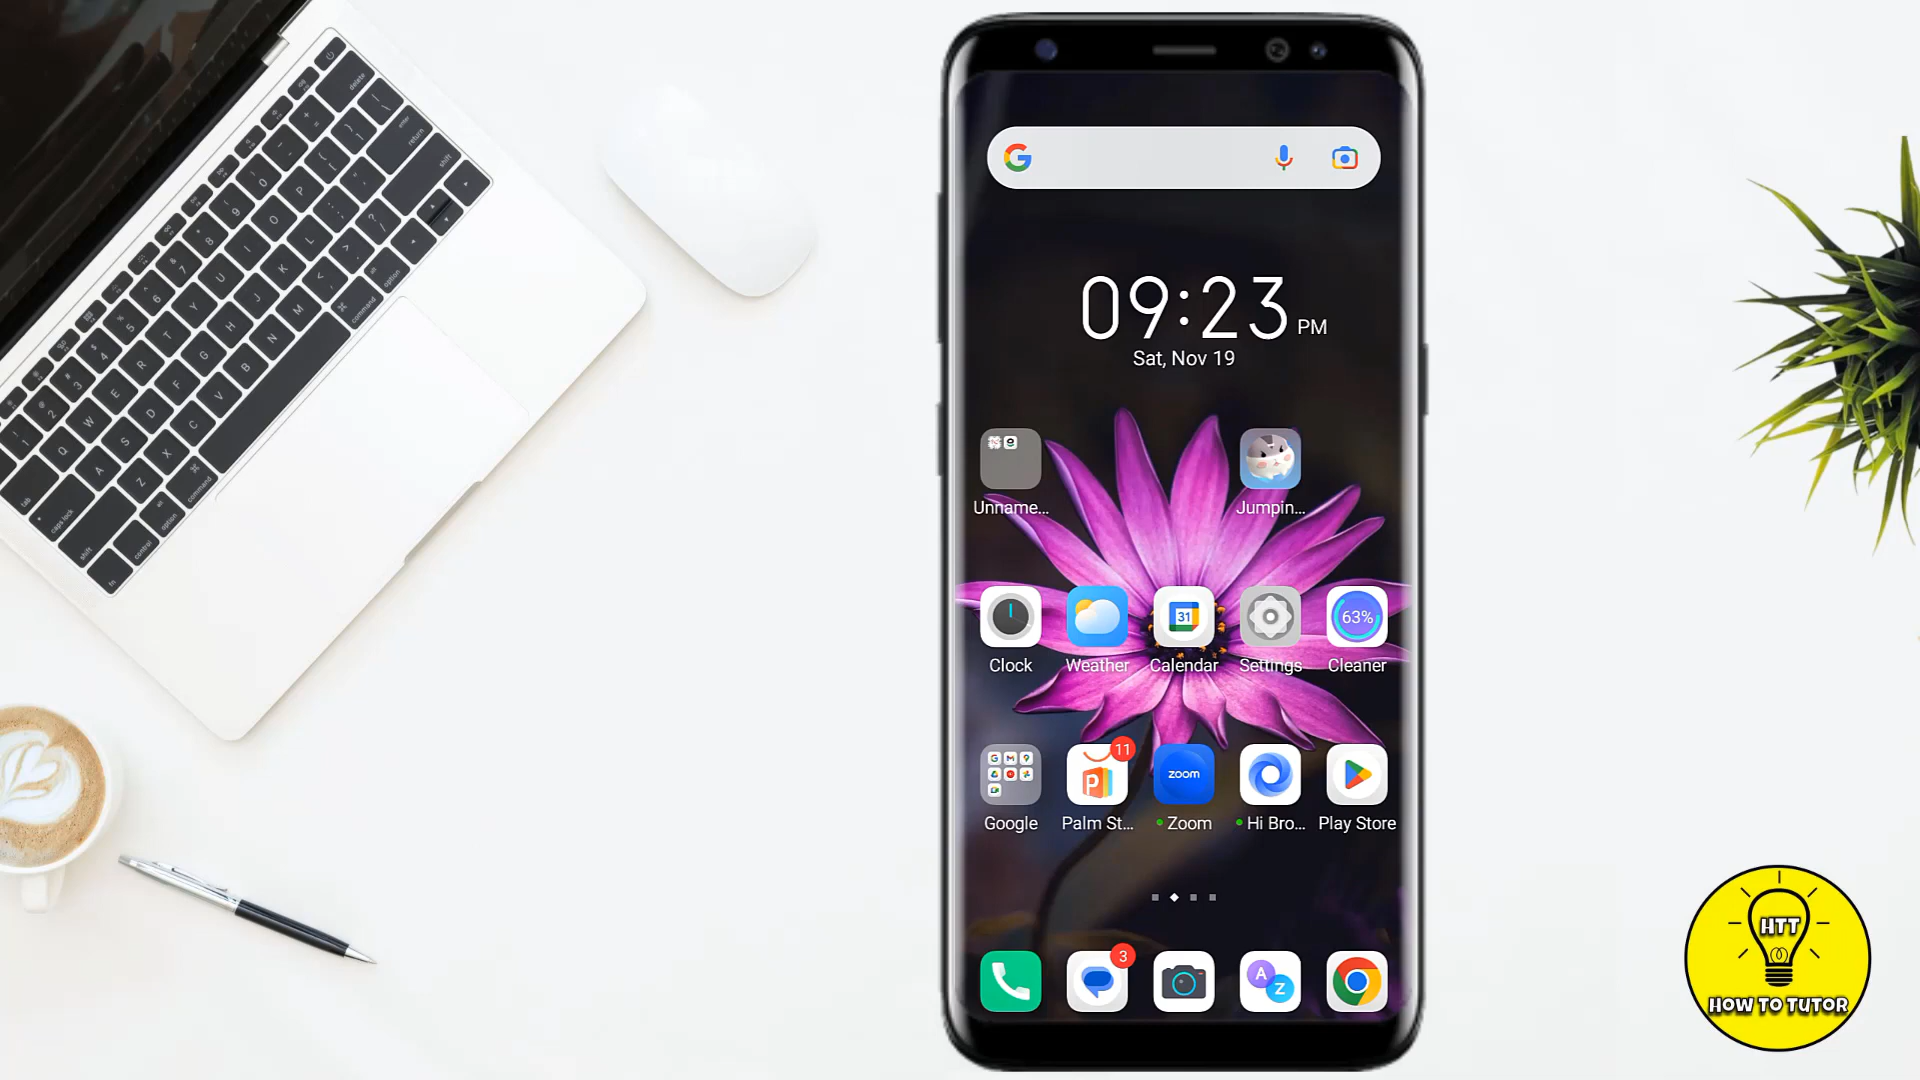 09:23 PM
Sat, Nov 19
Unname...
Jumpin...
31
63%
Clock
Weather
Calendar
Settings
Cleaner
11
P
zoom
Google
Palm St...
Zoom
Hi Bro...
Play Store
3
A
Z
HTT
HOW TO TUTOR